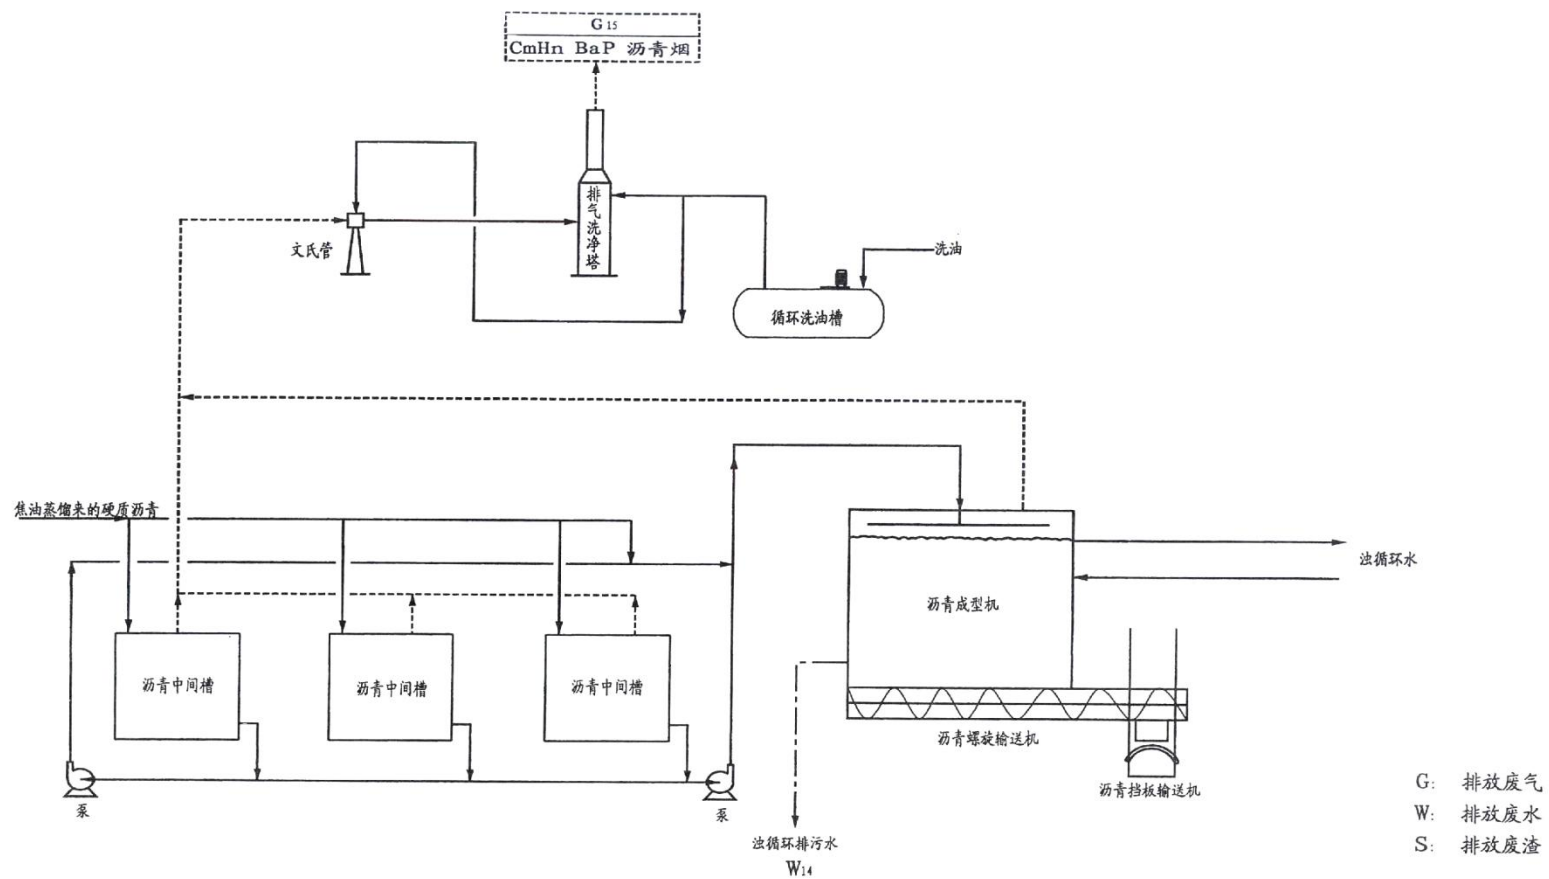 G15
CmHn BaP 沥青烟
排气洗净塔
文氏管
洗油
循环洗油槽
焦油蒸馏来的硬质沥青
浊循环水
沥青成型机
沥青中间槽
沥青中间槽
沥青中间槽
沥青螺旋输送机
沥青挡板输送机
泵
泵
浊循环排污水
W14
G: 排放废气
W: 排放废水
S: 排放废渣